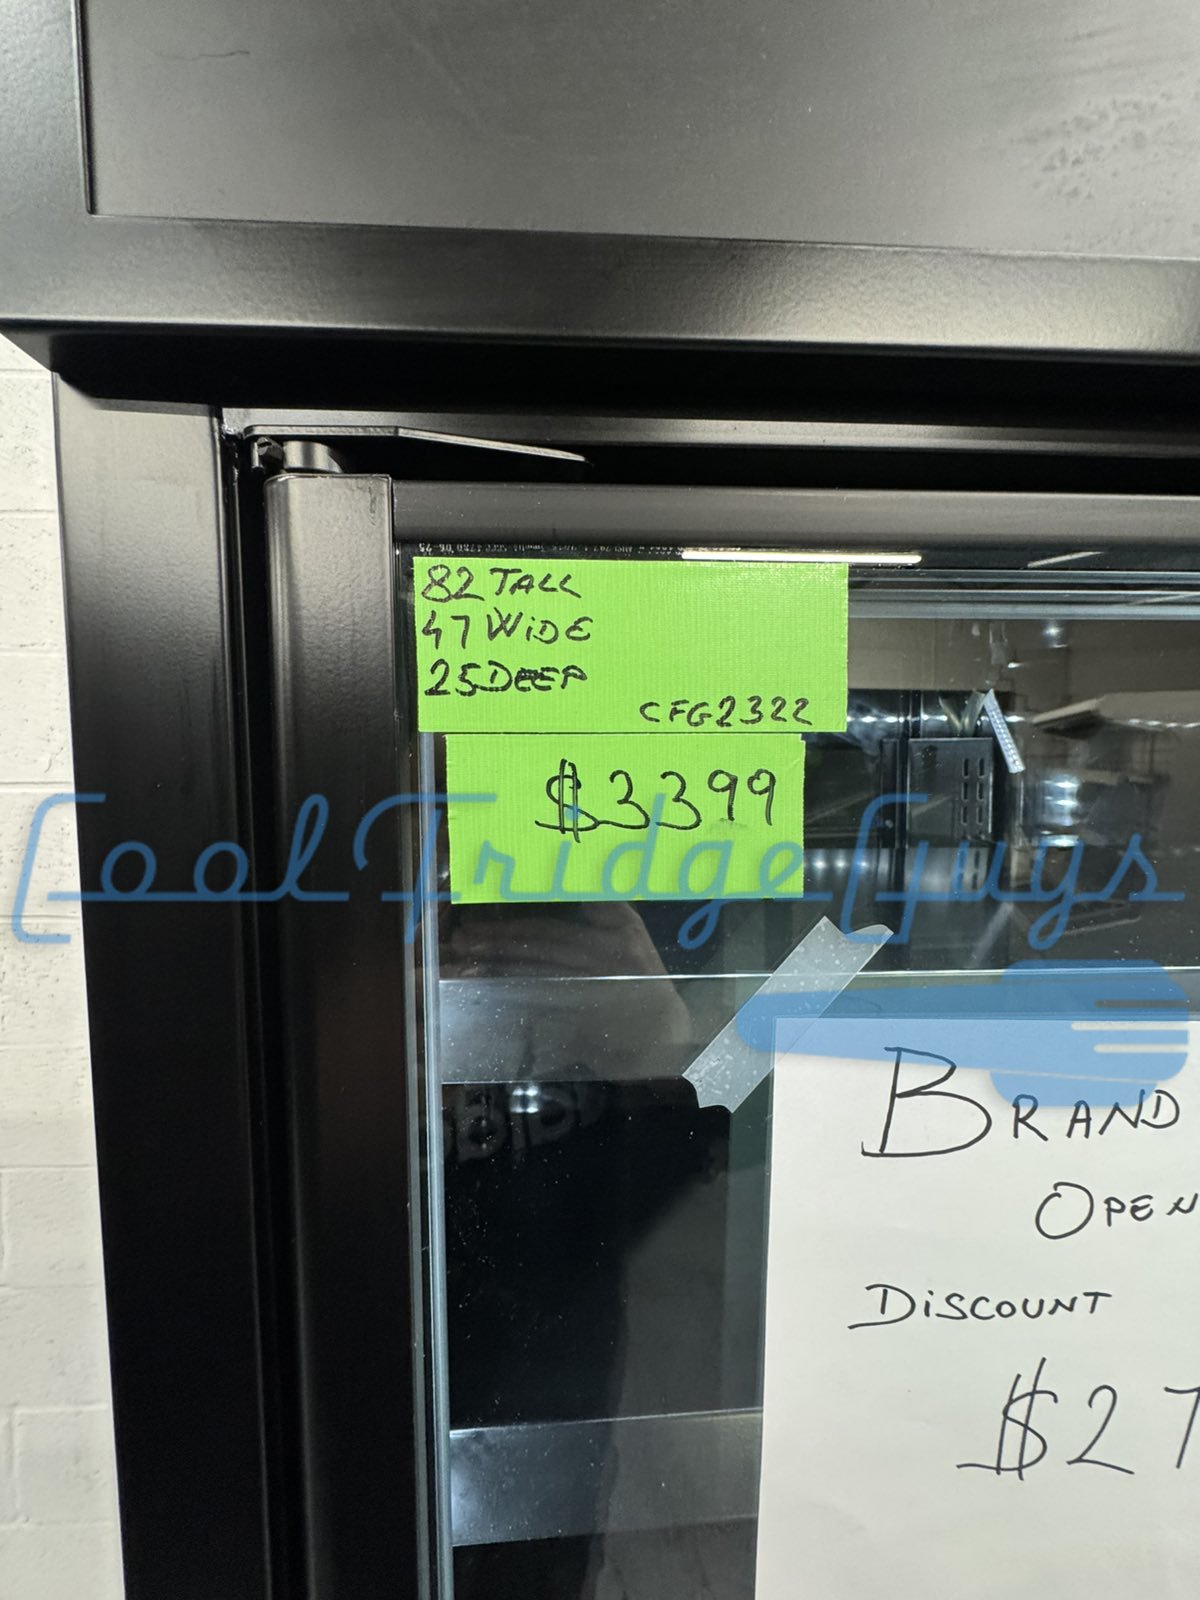 82 TALL
47 WiDE
25 DEEP
CFG2322
$3399
CoolFridgeGuys
BRAND
OPEN
DiSCOUNT
$27